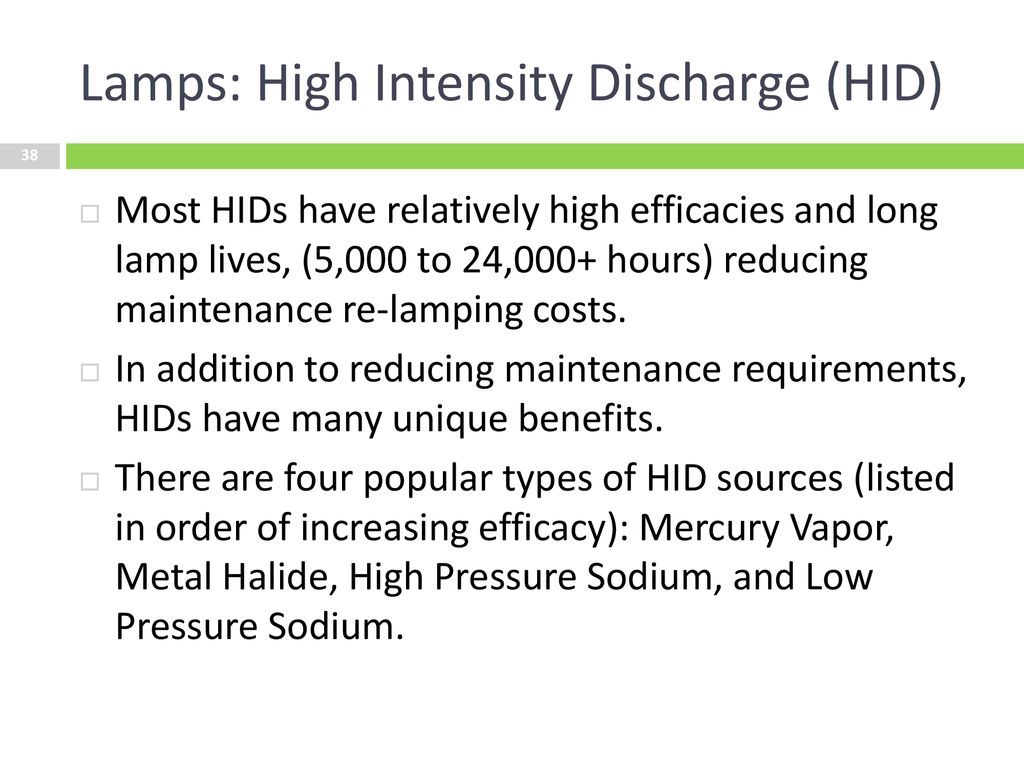 Lamps: High Intensity Discharge (HID)
38
Most HIDs have relatively high efficacies and long
lamp lives, (5,000 to 24,000+ hours) reducing
maintenance re-lamping costs.
In addition to reducing maintenance requirements,
HIDs have many unique benefits.
There are four popular types of HID sources (listed
in order of increasing efficacy): Mercury Vapor,
Metal Halide, High Pressure Sodium, and Low
Pressure Sodium.